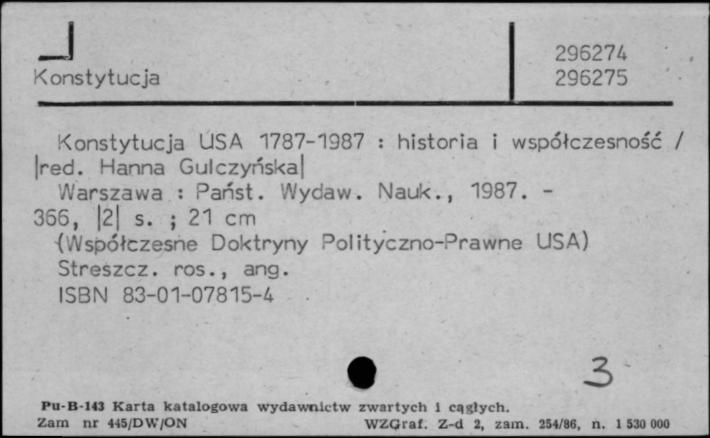 296274
Konstytucja 296275
Konstytucja USA 1787-1987 : historia i współczesność /
|red. Hanna Gulczyńska|
Warszawa : Państ. Wydaw. Nauk., 1987. -
366, |2| s. ; 21 cm
(Współczesne Doktryny Polityczno-Prawne USA)
Streszcz. ros., ang.
ISBN 83-01-07815-4
3
Pu-B-143 Karta katalogowa wydawnictw zwartych i ciągłych.
Zam nr 445/DW/ON WZGraf. Z-d 2, zam. 254/86, n. 1 530 000